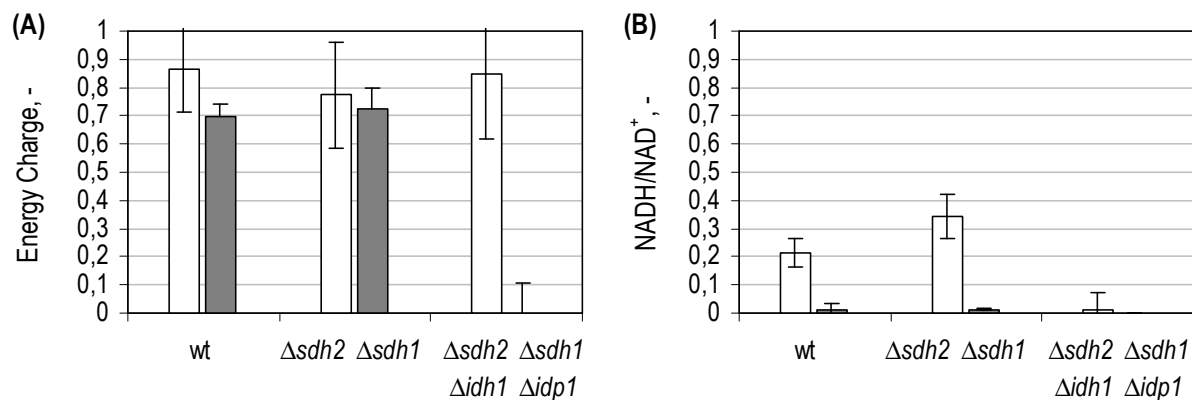 (A)
Energy Charge, -
1
0,9
0,8
0,7
0,6
0,5
0,4
0,3
0,2
0,1
0
wt Δsdh2 Δsdh1 Δsdh2 Δsdh1
Δidh1 Δidp1
(B)
NADH/NAD⁺, -
1
0,9
0,8
0,7
0,6
0,5
0,4
0,3
0,2
0,1
0
wt Δsdh2 Δsdh1 Δsdh2 Δsdh1
Δidh1 Δidp1